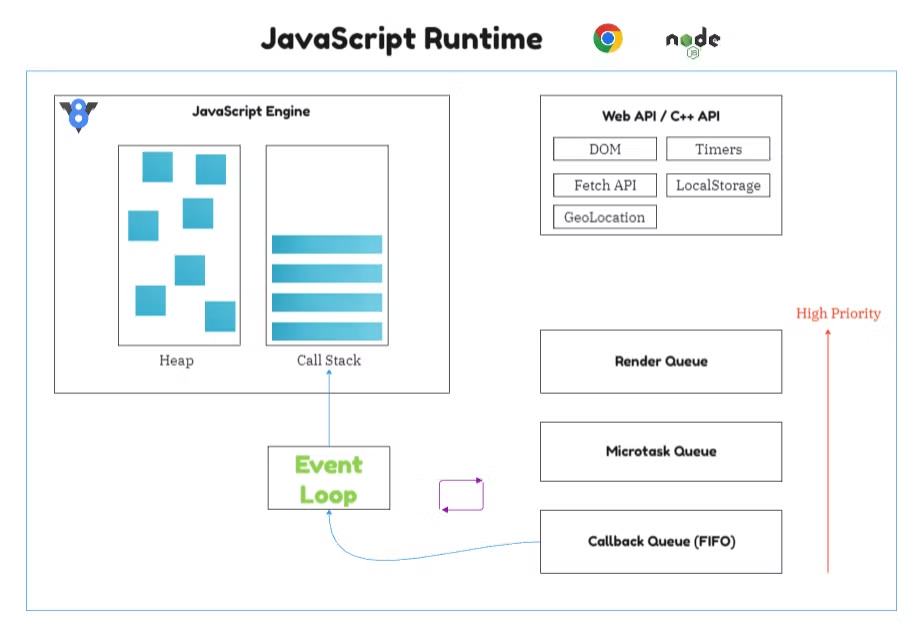 JavaScript Runtime
node
JS
8
JavaScript Engine
Heap
Call Stack
Web API / C++ API
DOM
Timers
Fetch API
LocalStorage
GeoLocation
High Priority
Render Queue
Microtask Queue
Callback Queue (FIFO)
Event
Loop